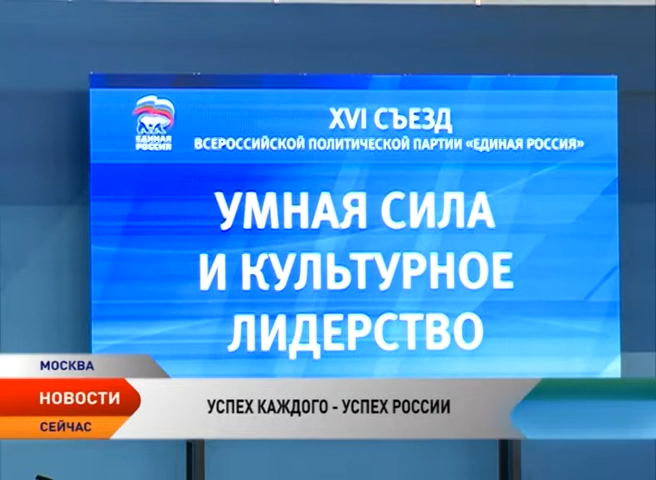 XVI СЪЕЗД
ВСЕРОССИЙСКОЙ ПОЛИТИЧЕСКОЙ ПАРТИИ «ЕДИНАЯ РОССИЯ»
ЕДИНАЯ
РОССИЯ
УМНАЯ СИЛА
И КУЛЬТУРНОЕ
ЛИДЕРСТВО
МОСКВА
НОВОСТИ
СЕЙЧАС
УСПЕХ КАЖДОГО - УСПЕХ РОССИИ